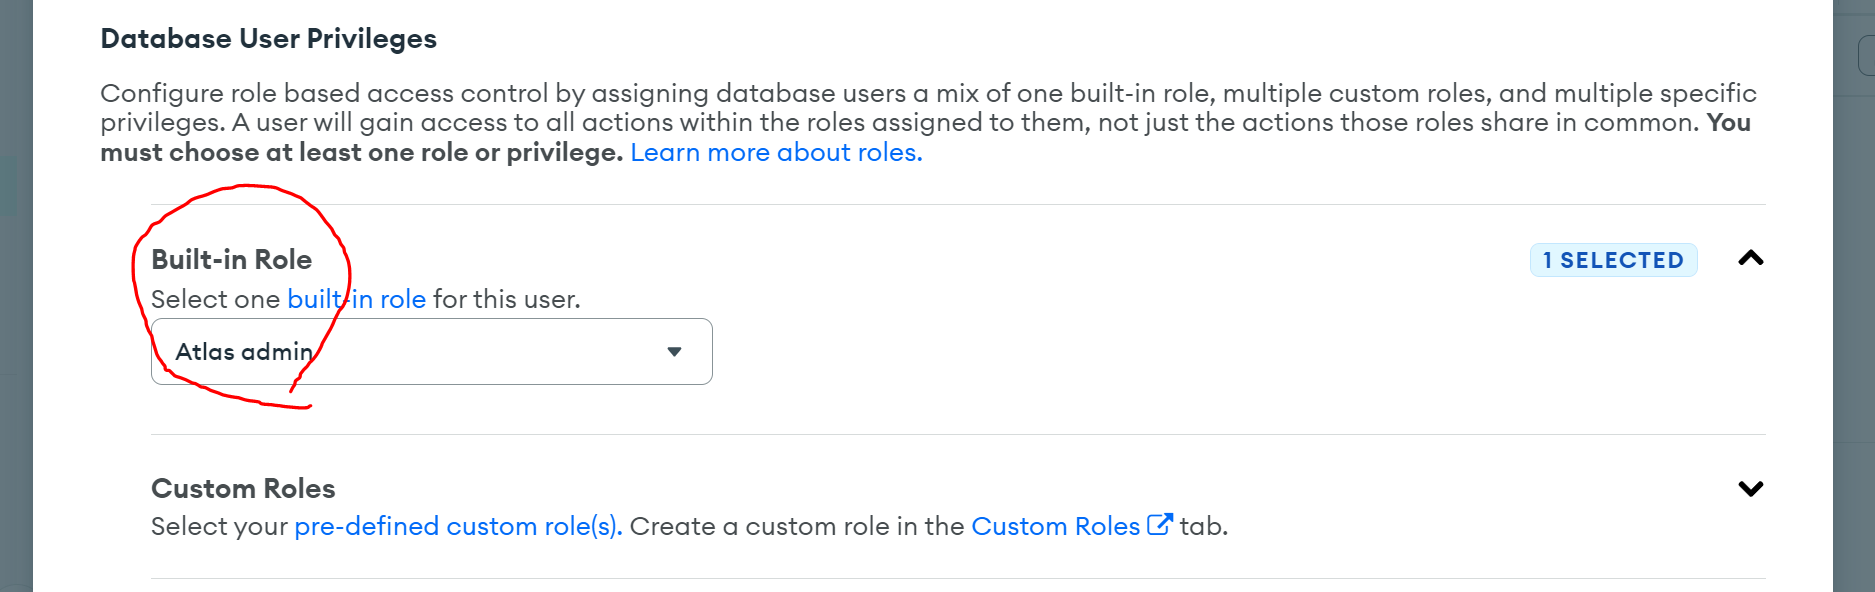 Database User Privileges
Configure role based access control by assigning database users a mix of one built-in role, multiple custom roles, and multiple specific
privileges. A user will gain access to all actions within the roles assigned to them, not just the actions those roles share in common. You
must choose at least one role or privilege. Learn more about roles.
Built-in Role
1 SELECTED
Select one built-in role for this user.
Atlas admin
Custom Roles
Select your pre-defined custom role(s). Create a custom role in the Custom Roles tab.